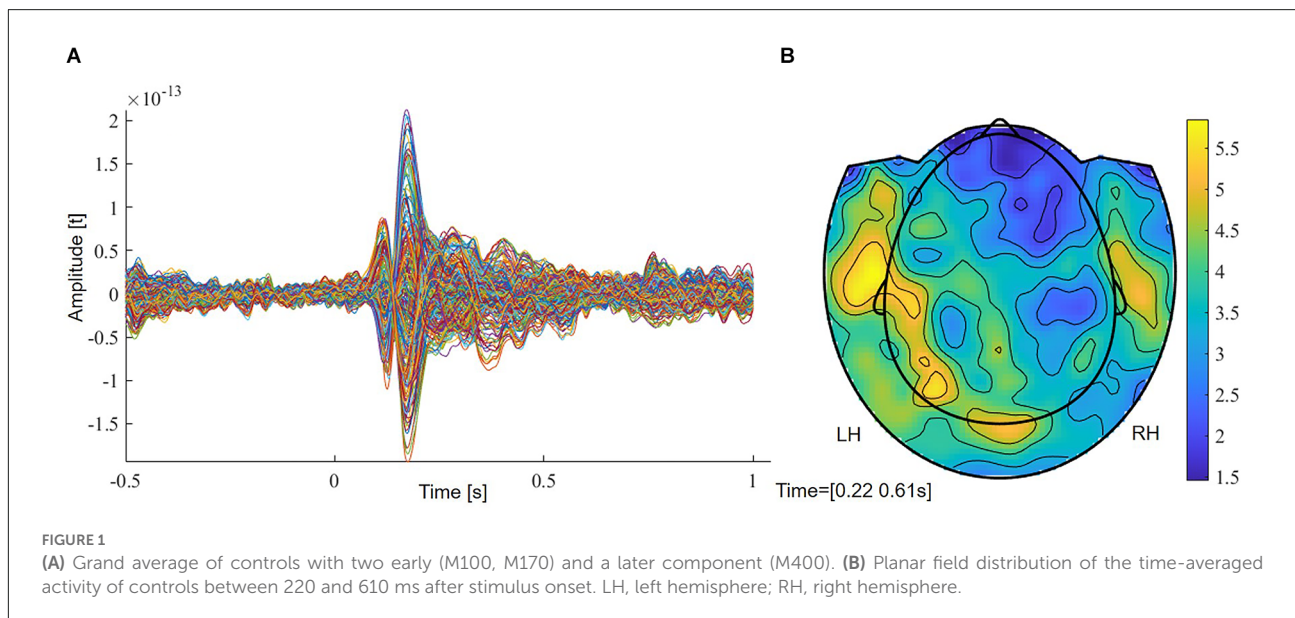 A
B
×10⁻¹³
2
1.5
1
0.5
0
-0.5
-1
-1.5
Amplitude [t]
-0.5
0
0.5
1
Time [s]
LH
RH
Time=[0.22 0.61s]
5.5
5
4.5
4
3.5
3
2.5
2
1.5
FIGURE 1
(A) Grand average of controls with two early (M100, M170) and a later component (M400). (B) Planar field distribution of the time-averaged
activity of controls between 220 and 610 ms after stimulus onset. LH, left hemisphere; RH, right hemisphere.